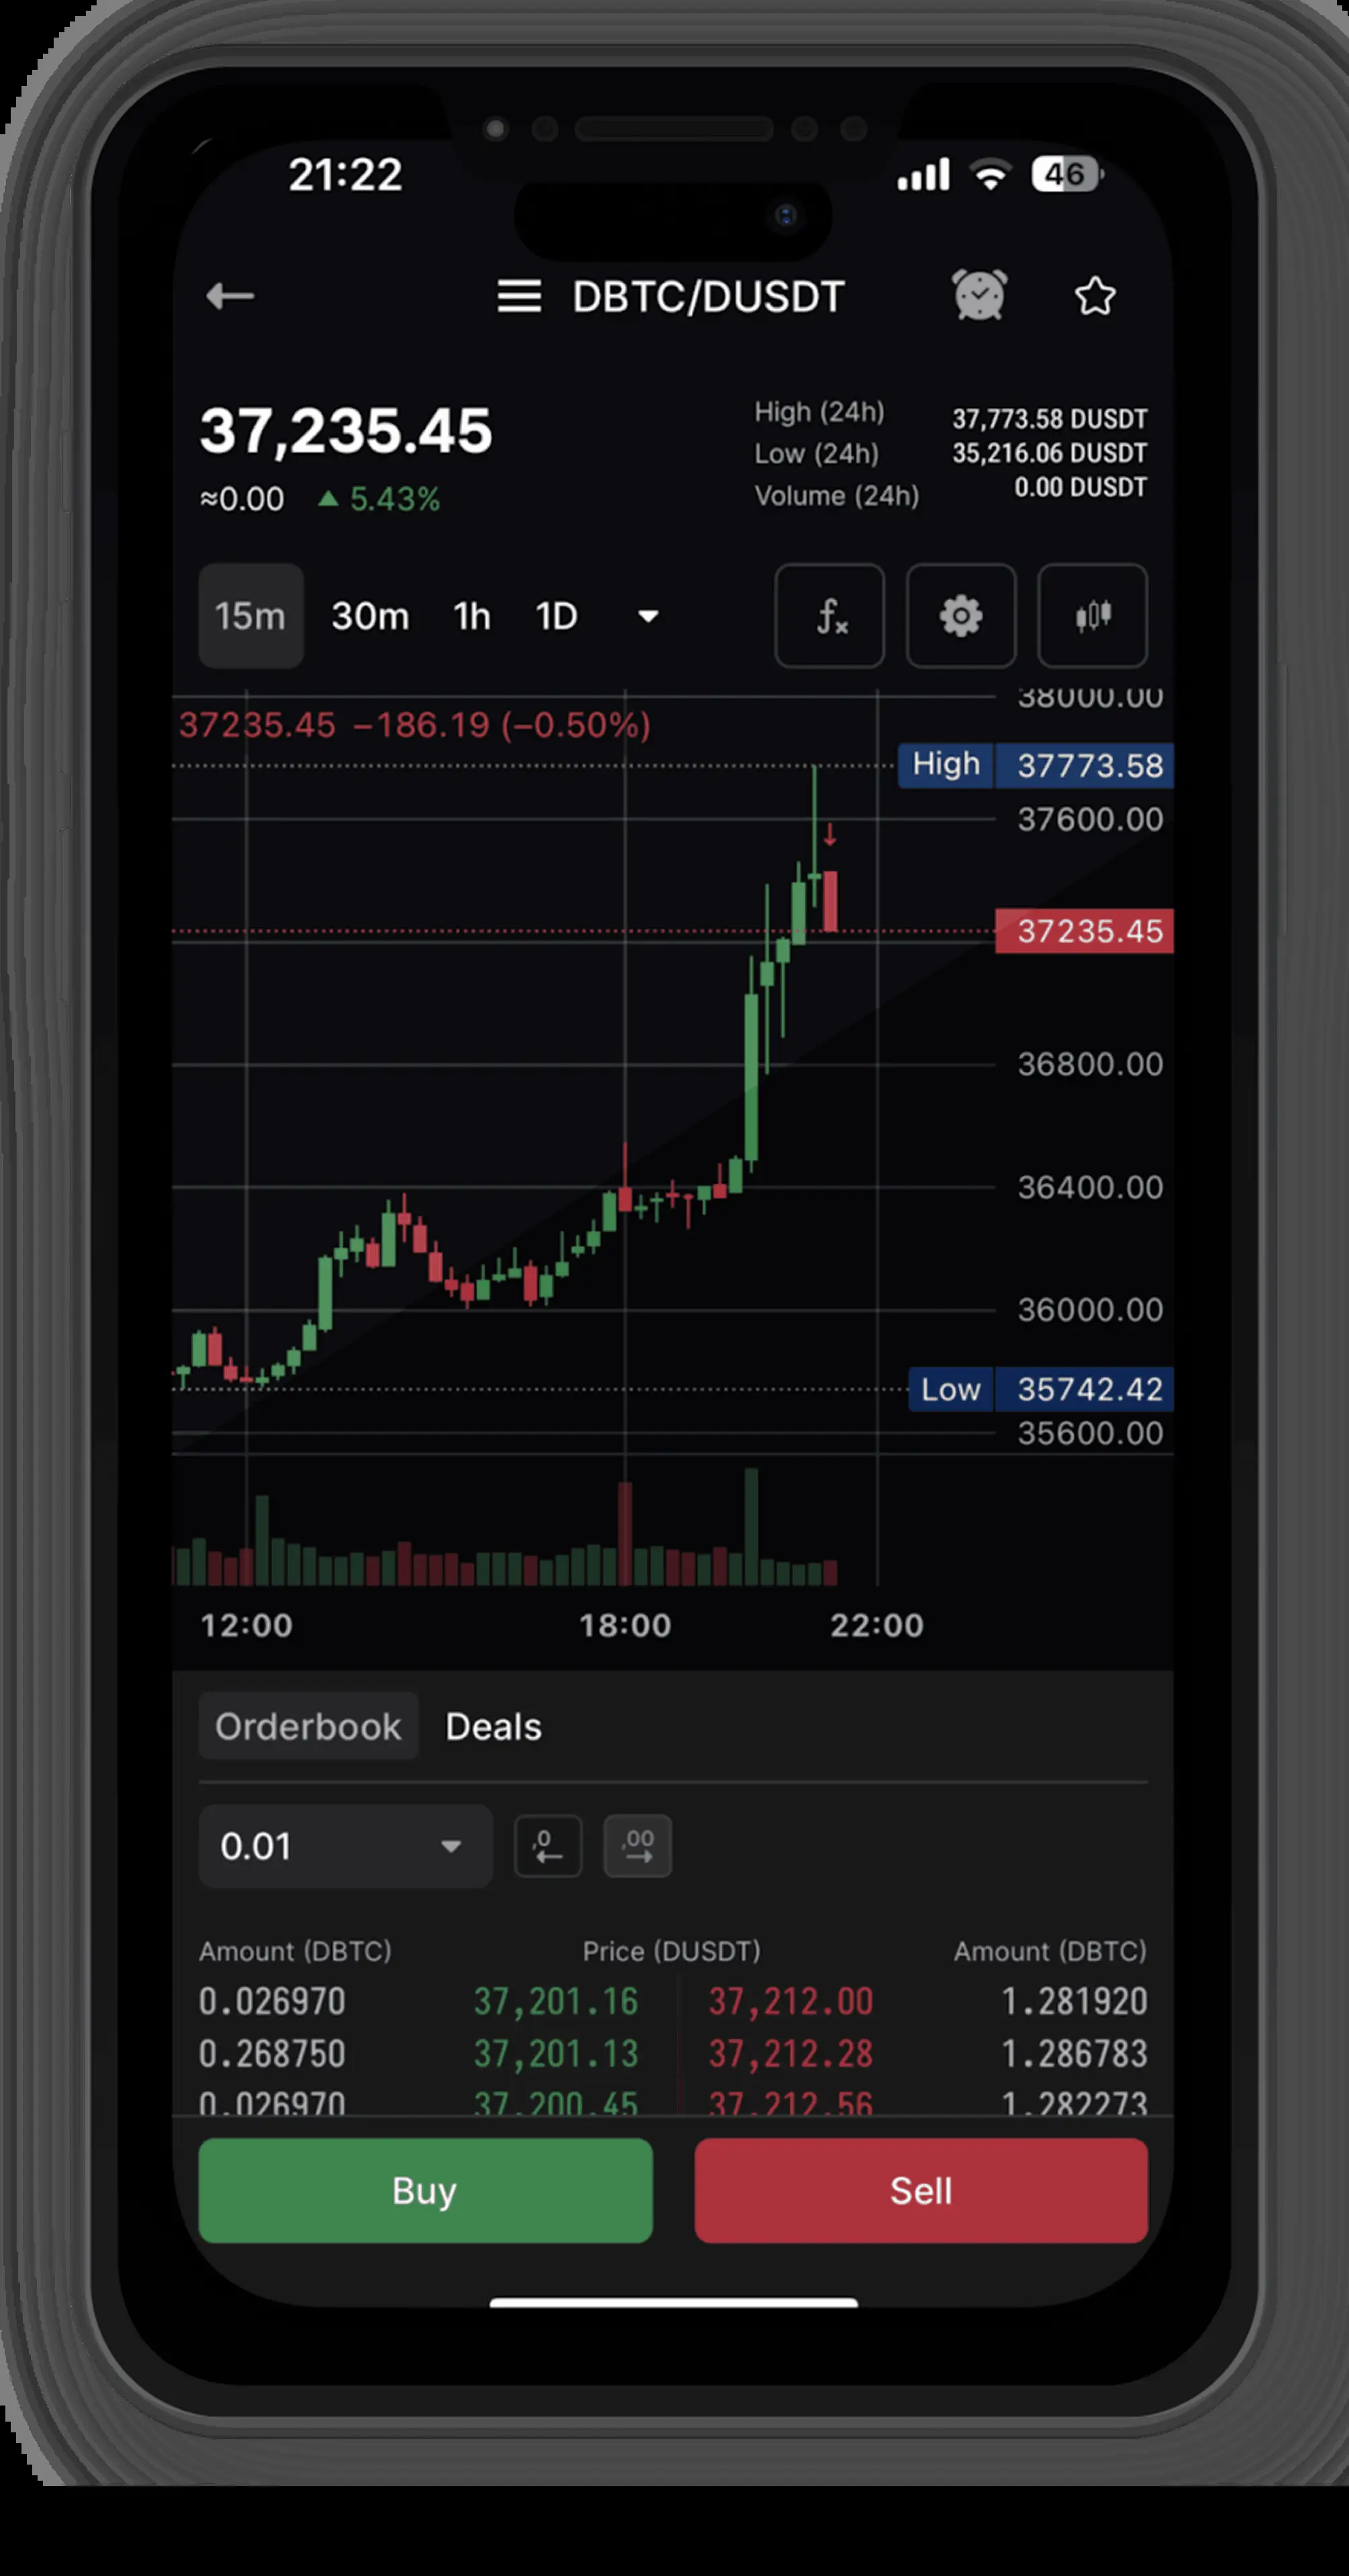 21:22 46
DBTC/DUSDT
37,235.45
≈0.00 ▲ 5.43%
High (24h) 37,773.58 DUSDT
Low (24h) 35,216.06 DUSDT
Volume (24h) 0.00 DUSDT
15m 30m 1h 1D
38000.00
37235.45 −186.19 (−0.50%)
High 37773.58
37600.00
37235.45
36800.00
36400.00
36000.00
Low 35742.42
35600.00
12:00 18:00 22:00
Orderbook Deals
0.01 ,0 ,00
Amount (DBTC) Price (DUSDT) Amount (DBTC)
0.026970 37,201.16 37,212.00 1.281920
0.268750 37,201.13 37,212.28 1.286783
0.026970 37,200.45 37,212.56 1.282273
Buy Sell